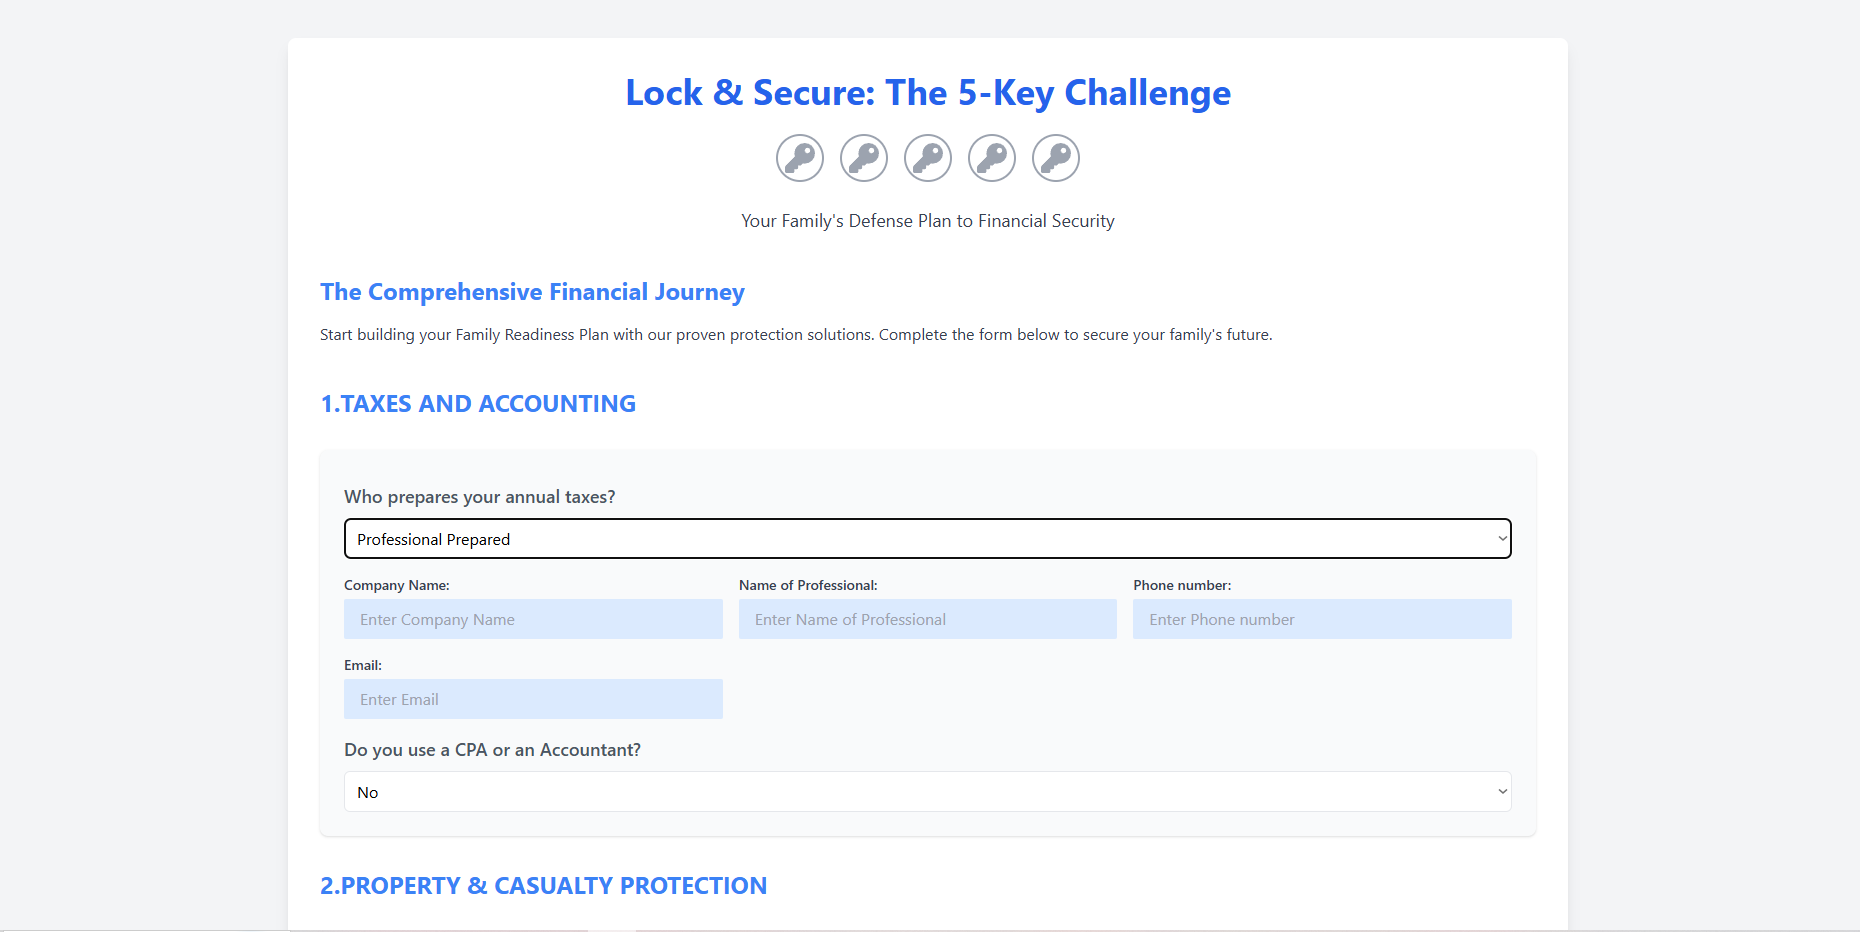 Lock & Secure: The 5-Key Challenge
Your Family's Defense Plan to Financial Security
The Comprehensive Financial Journey
Start building your Family Readiness Plan with our proven protection solutions. Complete the form below to secure your family's future.
1.TAXES AND ACCOUNTING
Who prepares your annual taxes?
Professional Prepared
Company Name: Name of Professional: Phone number:
Enter Company Name Enter Name of Professional Enter Phone number
Email:
Enter Email
Do you use a CPA or an Accountant?
No
2.PROPERTY & CASUALTY PROTECTION